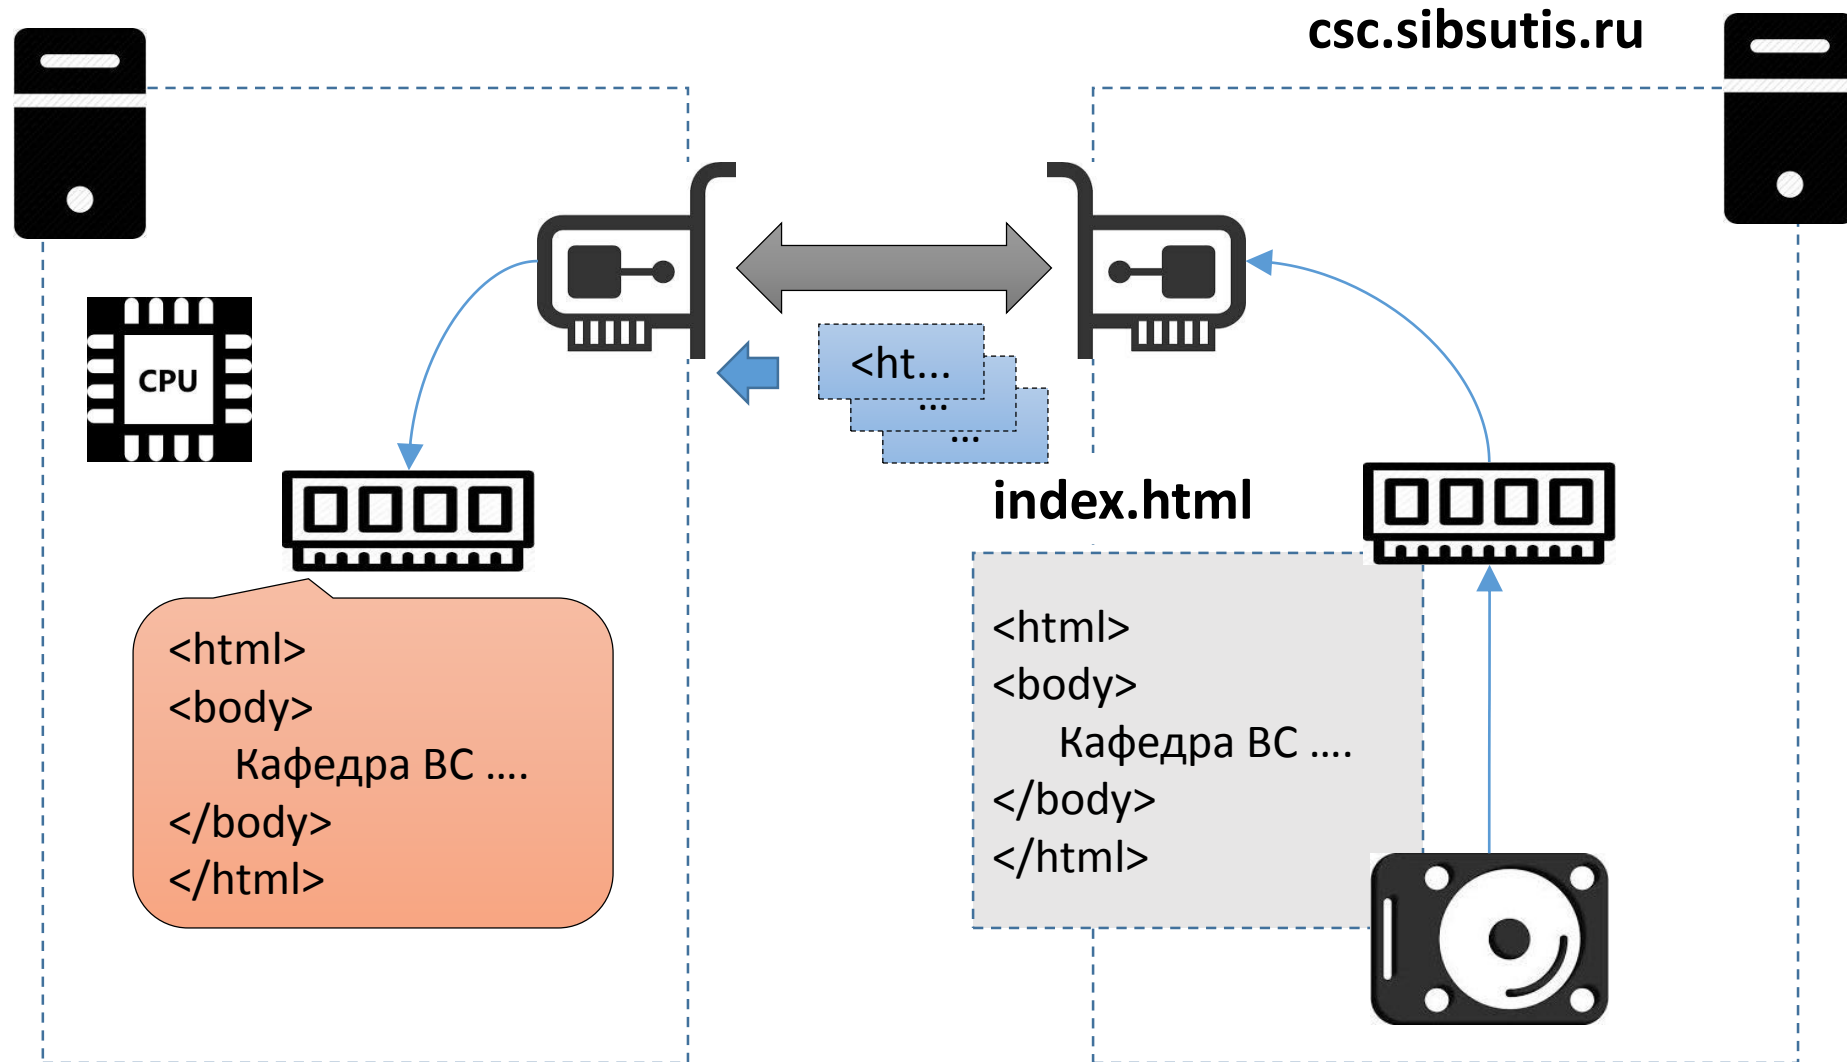 csc.sibsutis.ru
CPU
<ht...
...
...
index.html
<html>
<body>
Кафедра ВС ....
</body>
</html>
<html>
<body>
Кафедра ВС ....
</body>
</html>